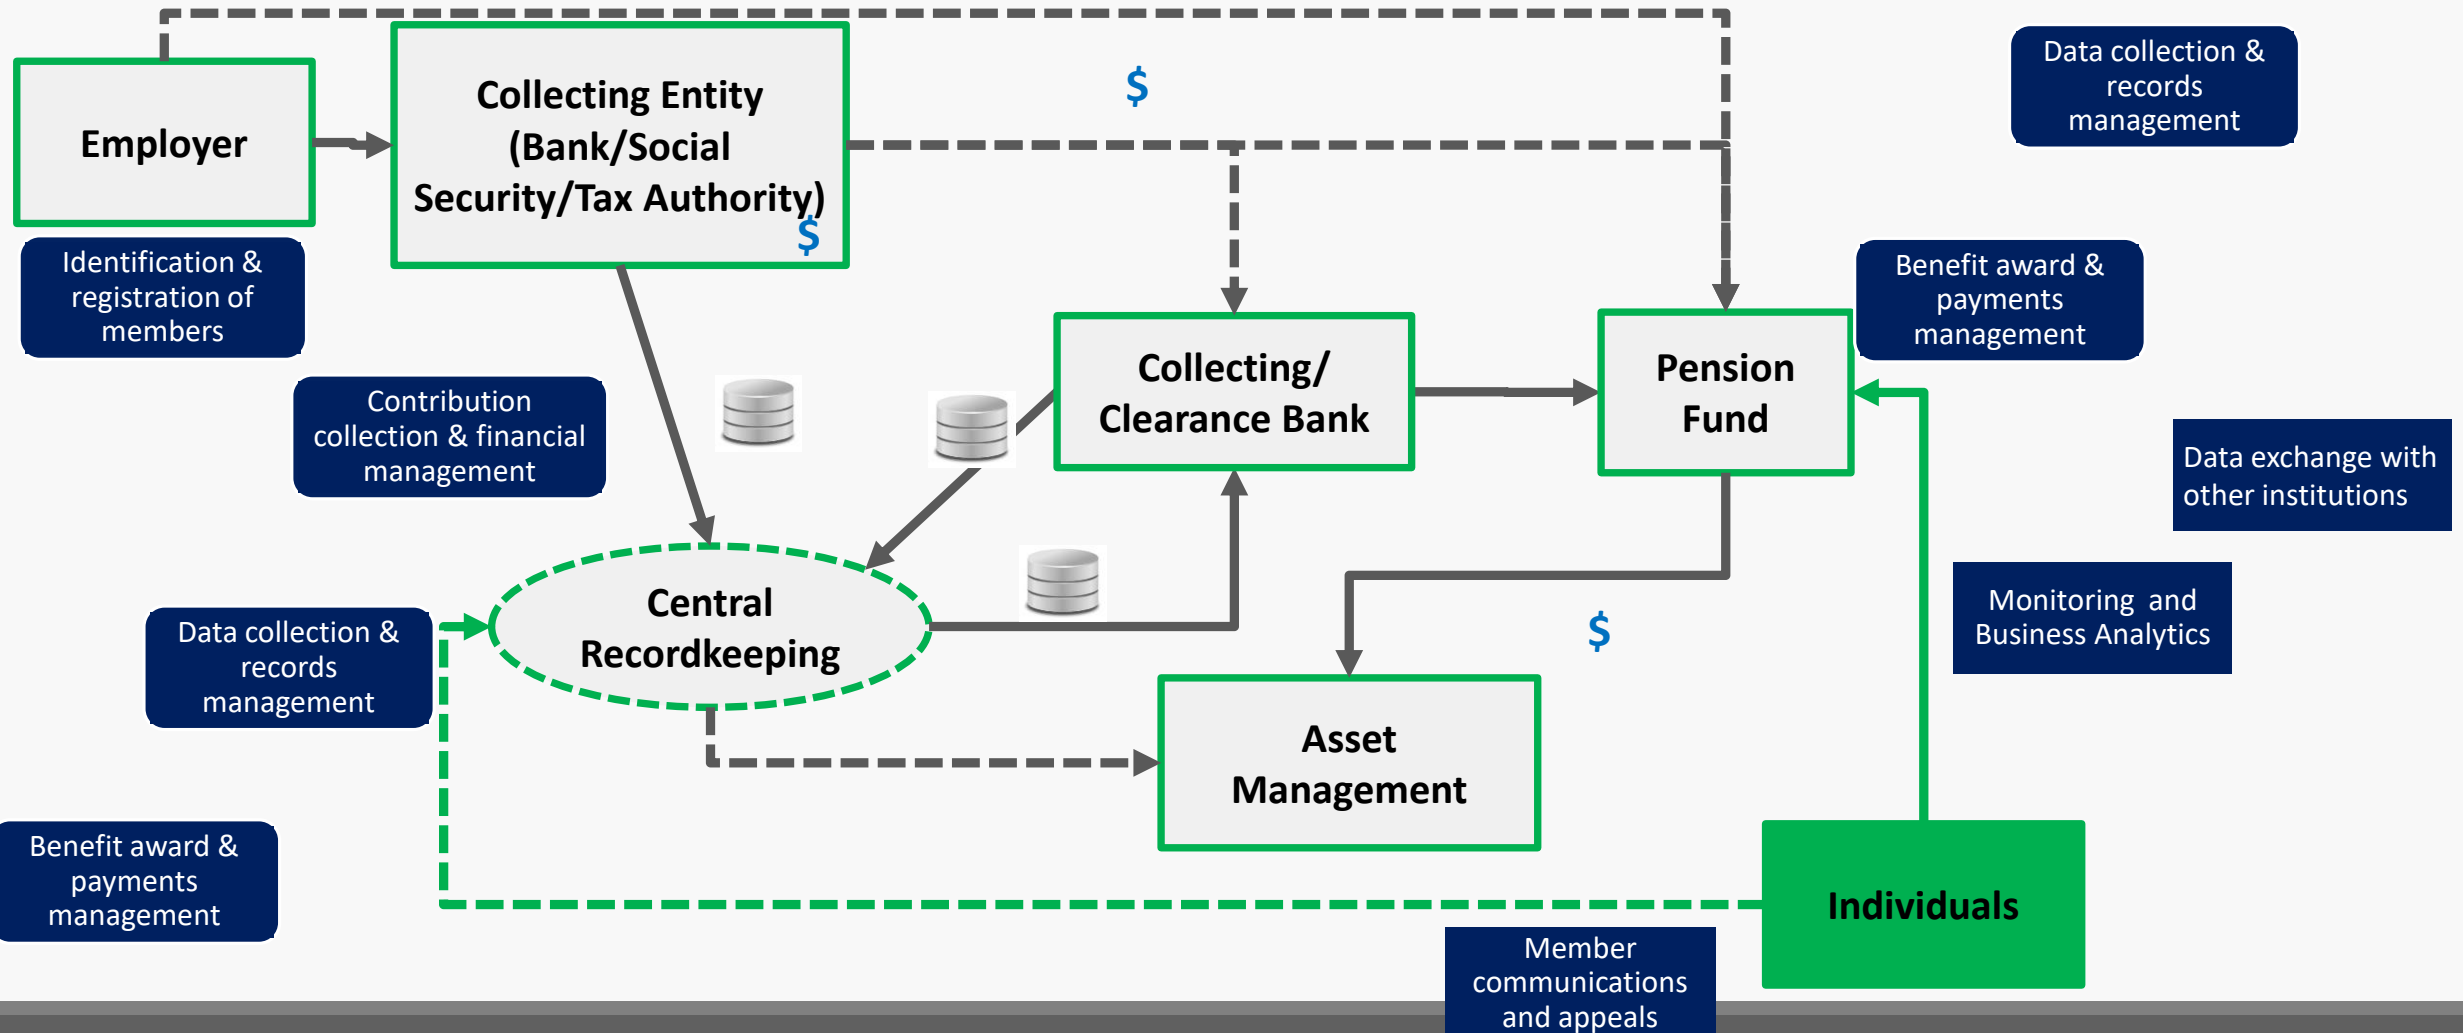 Employer
Collecting Entity
(Bank/Social
Security/Tax Authority)
$
$
Data collection &
records
management
Identification &
registration of
members
Benefit award &
payments
management
Contribution
collection & financial
management
Collecting/
Clearance Bank
Pension
Fund
Data exchange with
other institutions
Central
Recordkeeping
Data collection &
records
management
$
Monitoring and
Business Analytics
Asset
Management
Benefit award &
payments
management
Individuals
Member
communications
and appeals